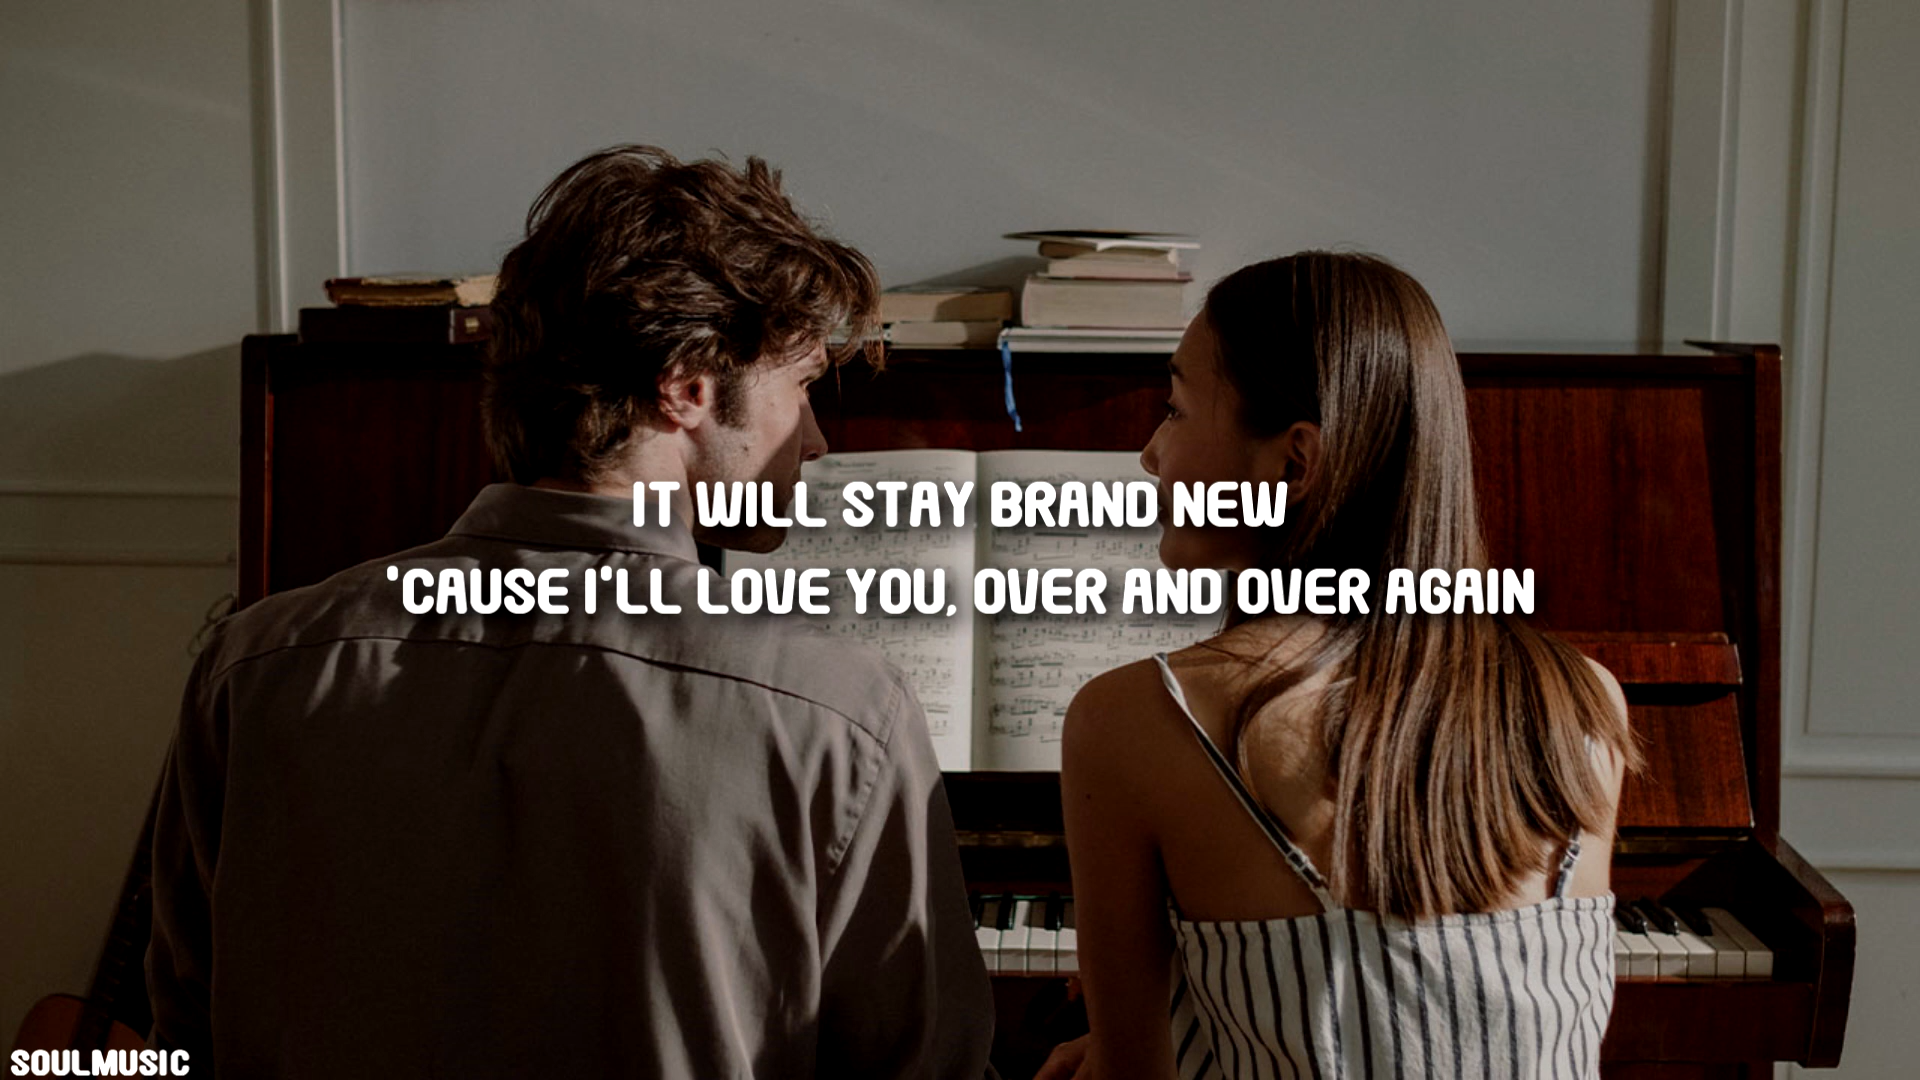 IT WILL STAY BRAND NEW
'CAUSE I'LL LOVE YOU, OVER AND OVER AGAIN
SOULMUSIC